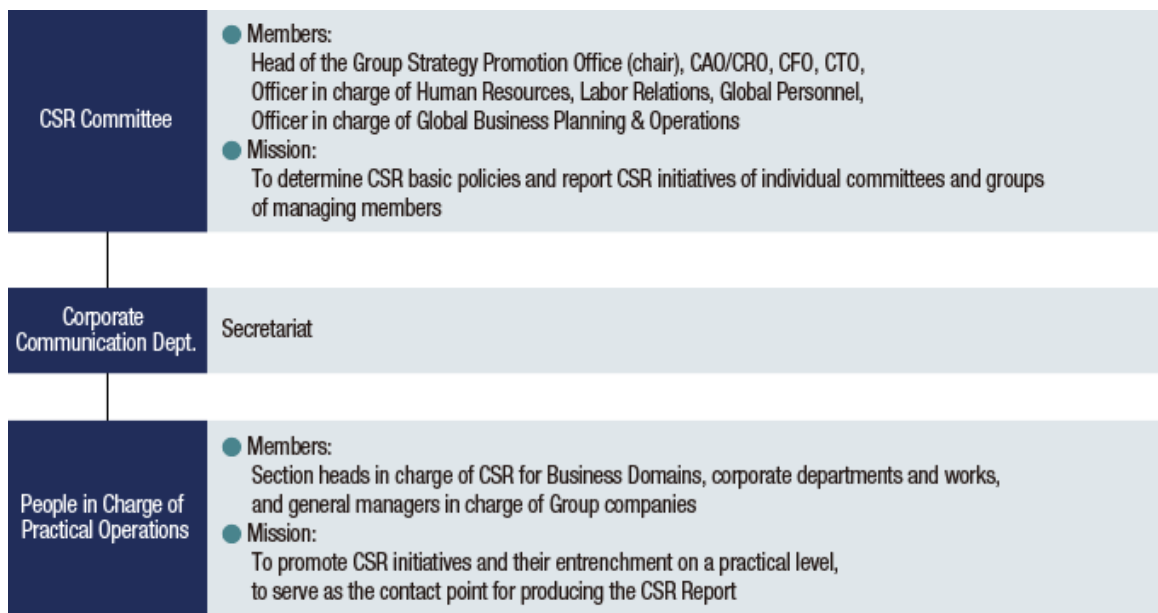 CSR Committee
● Members:
Head of the Group Strategy Promotion Office (chair), CAO/CRO, CFO, CTO,
Officer in charge of Human Resources, Labor Relations, Global Personnel,
Officer in charge of Global Business Planning & Operations
● Mission:
To determine CSR basic policies and report CSR initiatives of individual committees and groups
of managing members
Corporate
Communication Dept.
Secretariat
People in Charge of
Practical Operations
● Members:
Section heads in charge of CSR for Business Domains, corporate departments and works,
and general managers in charge of Group companies
● Mission:
To promote CSR initiatives and their entrenchment on a practical level,
to serve as the contact point for producing the CSR Report